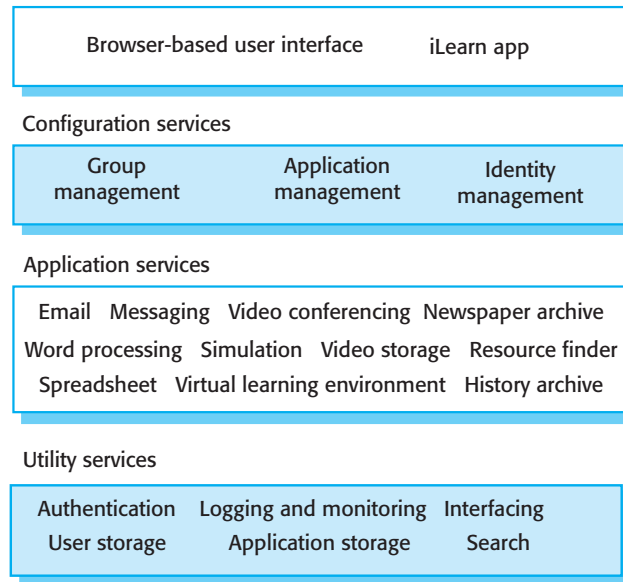 Browser-based user interface iLearn app
Configuration services
Group management Application management Identity management
Application services
Email Messaging Video conferencing Newspaper archive
Word processing Simulation Video storage Resource finder
Spreadsheet Virtual learning environment History archive
Utility services
Authentication Logging and monitoring Interfacing
User storage Application storage Search